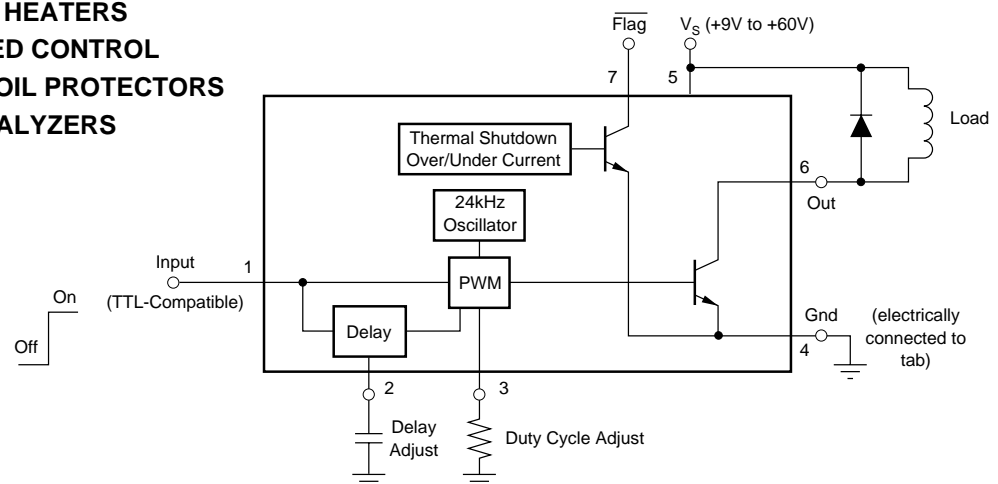 HEATERS
ED CONTROL
OIL PROTECTORS
ALYZERS
Flag
V_S (+9V to +60V)
7
5
Thermal Shutdown
Over/Under Current
Load
6
Out
24kHz
Oscillator
Input
1
(TTL-Compatible)
PWM
On
Off
Delay
Gnd
4
(electrically
connected to
tab)
2
3
Delay
Adjust
Duty Cycle Adjust